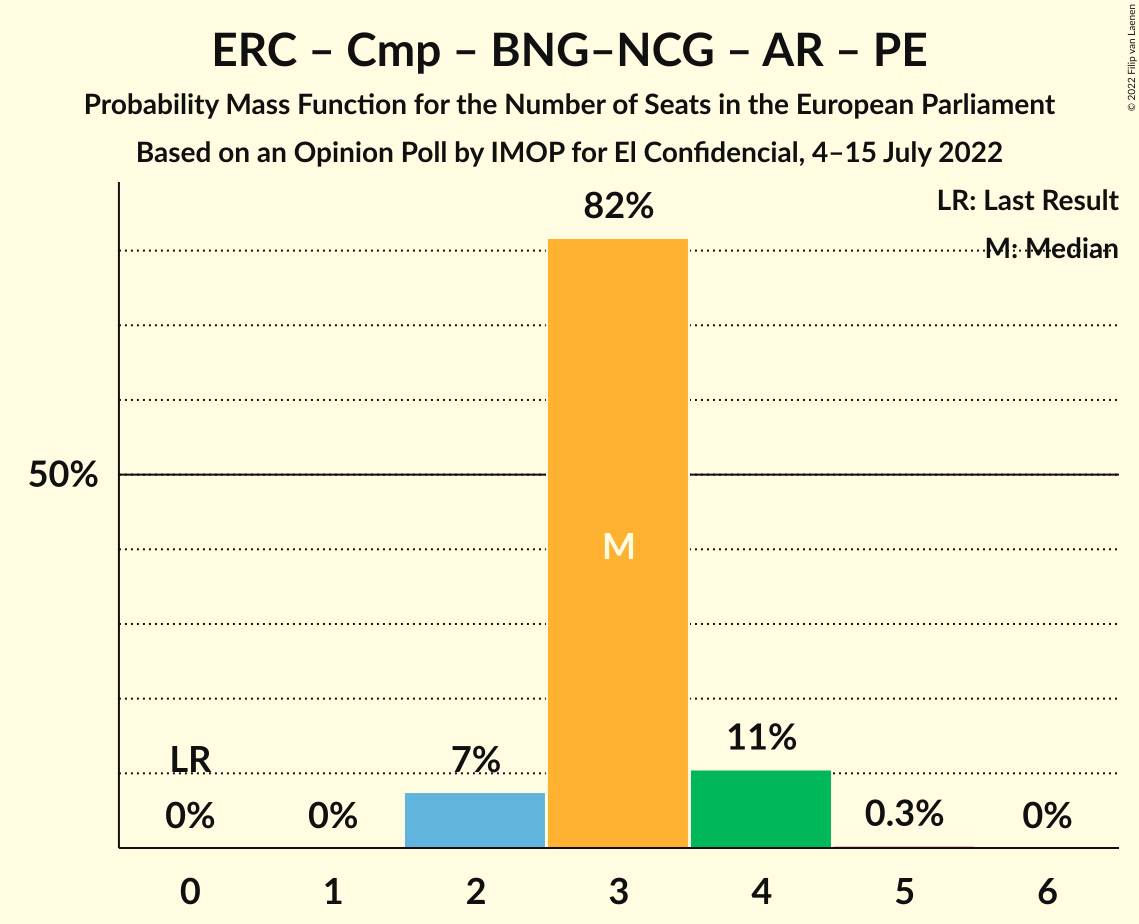 ERC – Cmp – BNG–NCG – AR – PE
Probability Mass Function for the Number of Seats in the European Parliament
Based on an Opinion Poll by IMOP for El Confidencial, 4–15 July 2022
© 2022 Filip van Laenen
LR: Last Result
M: Median
82%
50%
M
LR
0%
0%
7%
11%
0.3%
0%
0 1 2 3 4 5 6